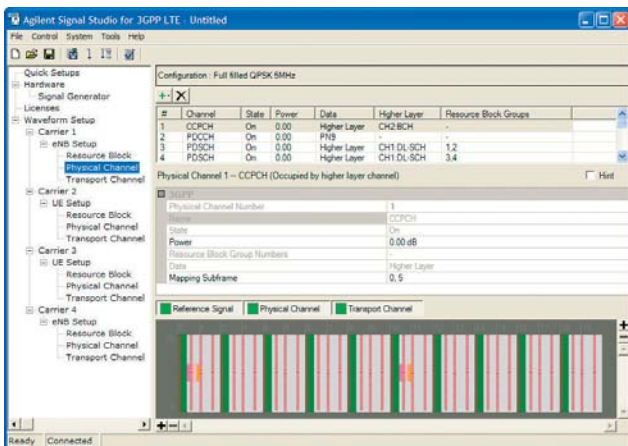 Agilent Signal Studio for 3GPP LTE - Untitled
File Control System Tools Help
Quick Setups
Hardware
Signal Generator
Licenses
Waveform Setup
Carrier 1
eNB Setup
Resource Block
Physical Channel
Transport Channel
Carrier 2
UE Setup
Resource Block
Physical Channel
Transport Channel
Carrier 3
UE Setup
Resource Block
Physical Channel
Transport Channel
Carrier 4
eNB Setup
Resource Block
Physical Channel
Transport Channel
Configuration : Full filled QPSK 5MHz
# Channel State Power Data Higher Layer Resource Block Groups
1 CCPCH On 0.00 Higher Layer CH2:BCH -
2 PDCCH On 0.00 PN9 - -
3 PDSCH On 0.00 Higher Layer CH1:DL-SCH 1,2
4 PDSCH On 0.00 Higher Layer CH1:DL-SCH 3,4
Physical Channel 1 -- CCPCH (Occupied by higher layer channel) Hint
3GPP
Physical Channel Number 1
Name CCPCH
State On
Power 0.00 dB
Resource Block Group Numbers -
Data Higher Layer
Mapping Subframe 0, 5
Reference Signal Physical Channel Transport Channel
Ready Connected